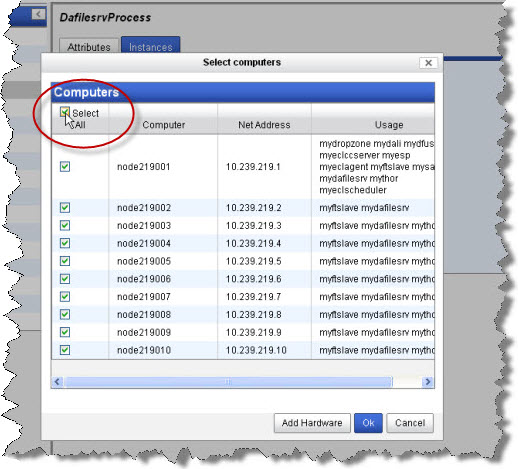 DafilesrvProcess
Attributes Instances
Select computers
Computers
Select All Computer Net Address Usage
node219001 10.239.219.1 mydropzone mydali mydfus
myeclccserver myesp
myeclagent myftslave mysa
mydafilesrv mythor
myeclscheduler
node219002 10.239.219.2 myftslave mydafilesrv
node219003 10.239.219.3 myftslave mydafilesrv mytho
node219004 10.239.219.4 myftslave mydafilesrv mytho
node219005 10.239.219.5 myftslave mydafilesrv mytho
node219006 10.239.219.6 myftslave mydafilesrv mytho
node219007 10.239.219.7 myftslave mydafilesrv mytho
node219008 10.239.219.8 myftslave mydafilesrv mytho
node219009 10.239.219.9 myftslave mydafilesrv mytho
node219010 10.239.219.10 myftslave mydafilesrv mytho
Add Hardware Ok Cancel